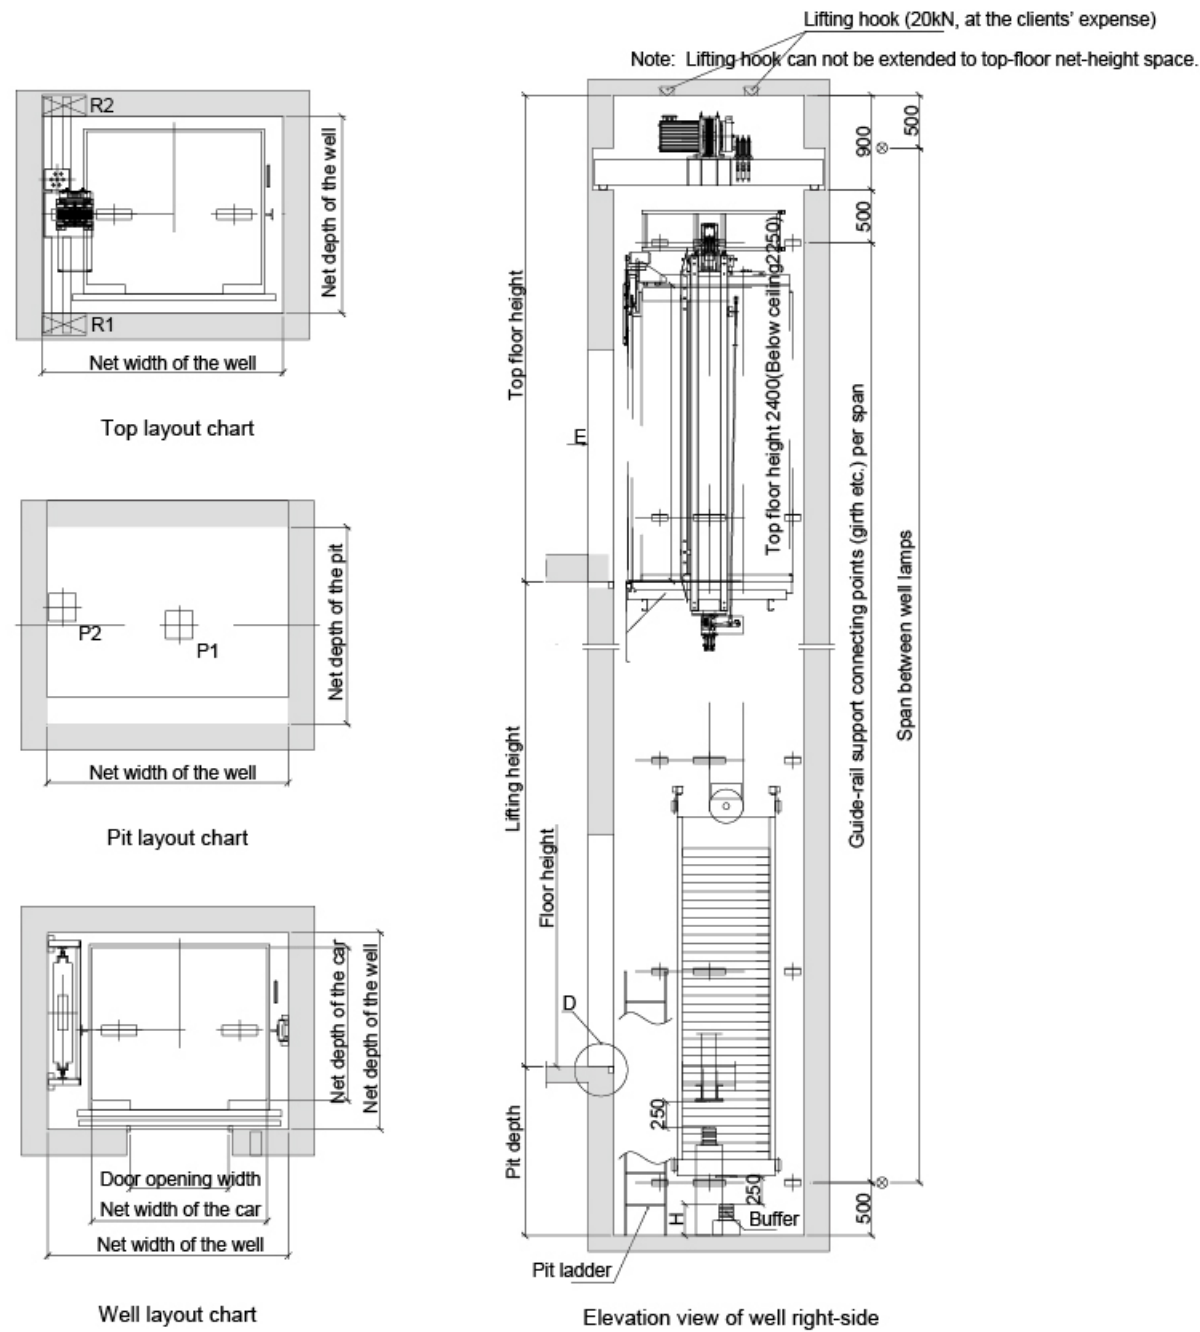 Lifting hook (20kN, at the clients' expense)
Note: Lifting hook can not be extended to top-floor net-height space.
R2
R1
Net depth of the well
Net width of the well
Top layout chart
P2
P1
Net depth of the pit
Net width of the well
Pit layout chart
Net depth of the car
Net depth of the well
Door opening width
Net width of the car
Net width of the well
Well layout chart
Top floor height
E
Lifting height
Floor height
D
Pit depth
Pit ladder
Top floor height 2400(Below ceiling2250)
250
250
H
Buffer
900
500
500
Guide-rail support connecting points (girth etc.) per span
Span between well lamps
500
Elevation view of well right-side